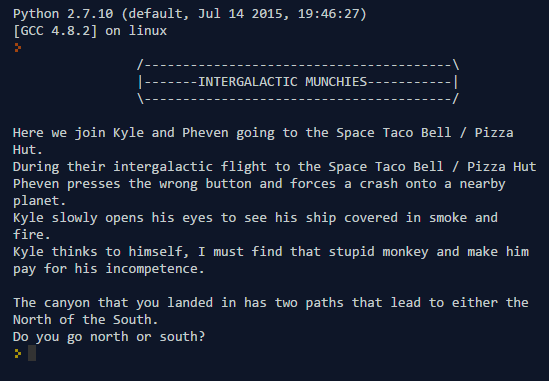 Python 2.7.10 (default, Jul 14 2015, 19:46:27)
[GCC 4.8.2] on linux
/---------------------------------------\
|-------INTERGALACTIC MUNCHIES-----------|
\---------------------------------------/
Here we join Kyle and Pheven going to the Space Taco Bell / Pizza
Hut.
During their intergalactic flight to the Space Taco Bell / Pizza Hut
Pheven presses the wrong button and forces a crash onto a nearby
planet.
Kyle slowly opens his eyes to see his ship covered in smoke and
fire.
Kyle thinks to himself, I must find that stupid monkey and make him
pay for his incompetence.
The canyon that you landed in has two paths that lead to either the
North of the South.
Do you go north or south?